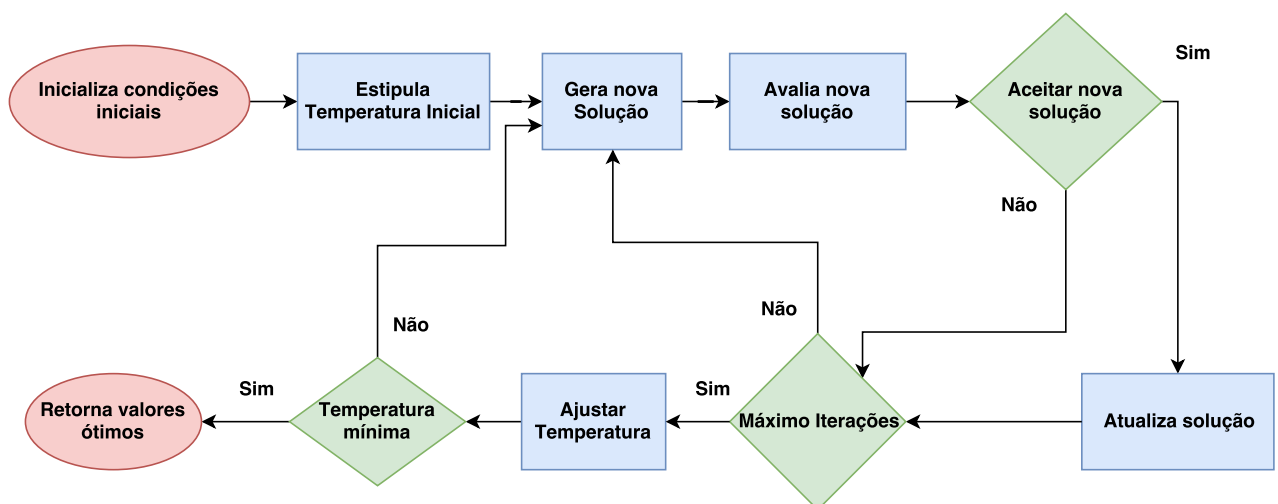 Inicializa condições
iniciais
Estipula
Temperatura Inicial
Gera nova
Solução
Avalia nova
solução
Aceitar nova
solução
Sim
Não
Não
Não
Retorna valores
ótimos
Sim
Temperatura
mínima
Ajustar
Temperatura
Sim
Máximo Iterações
Atualiza solução